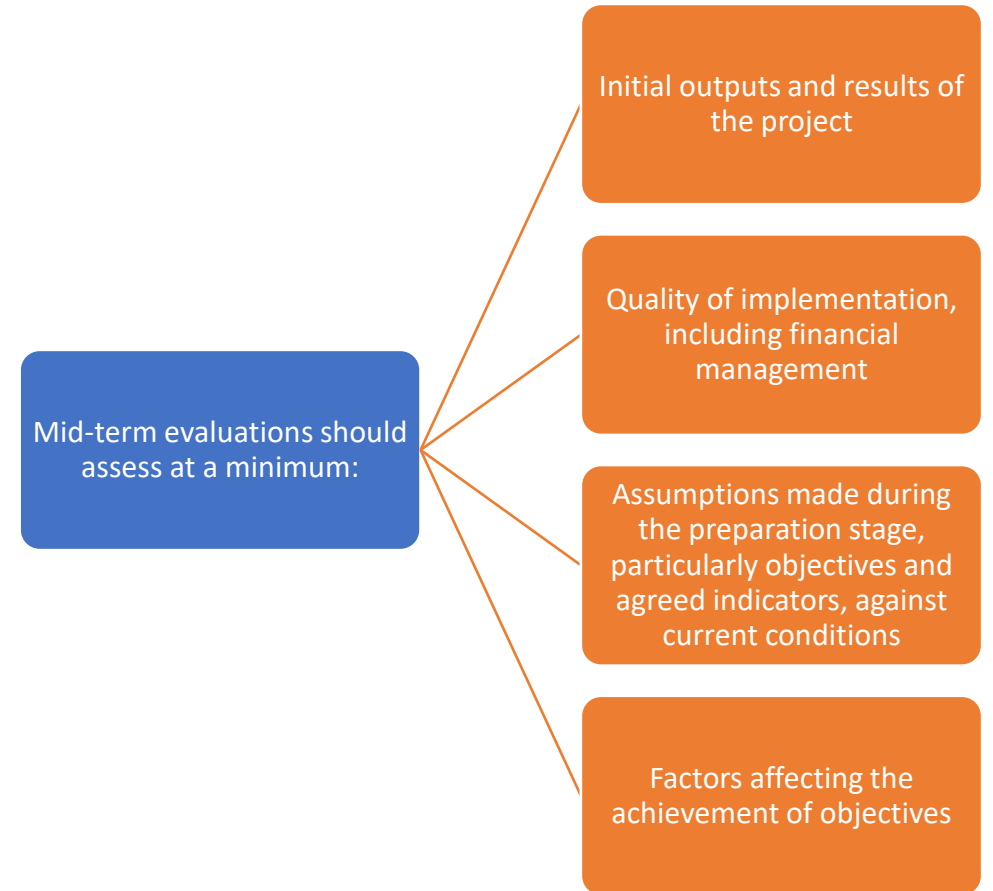 Initial outputs and results of
the project
Quality of implementation,
including financial
management
Mid-term evaluations should
assess at a minimum:
Assumptions made during
the preparation stage,
particularly objectives and
agreed indicators, against
current conditions
Factors affecting the
achievement of objectives